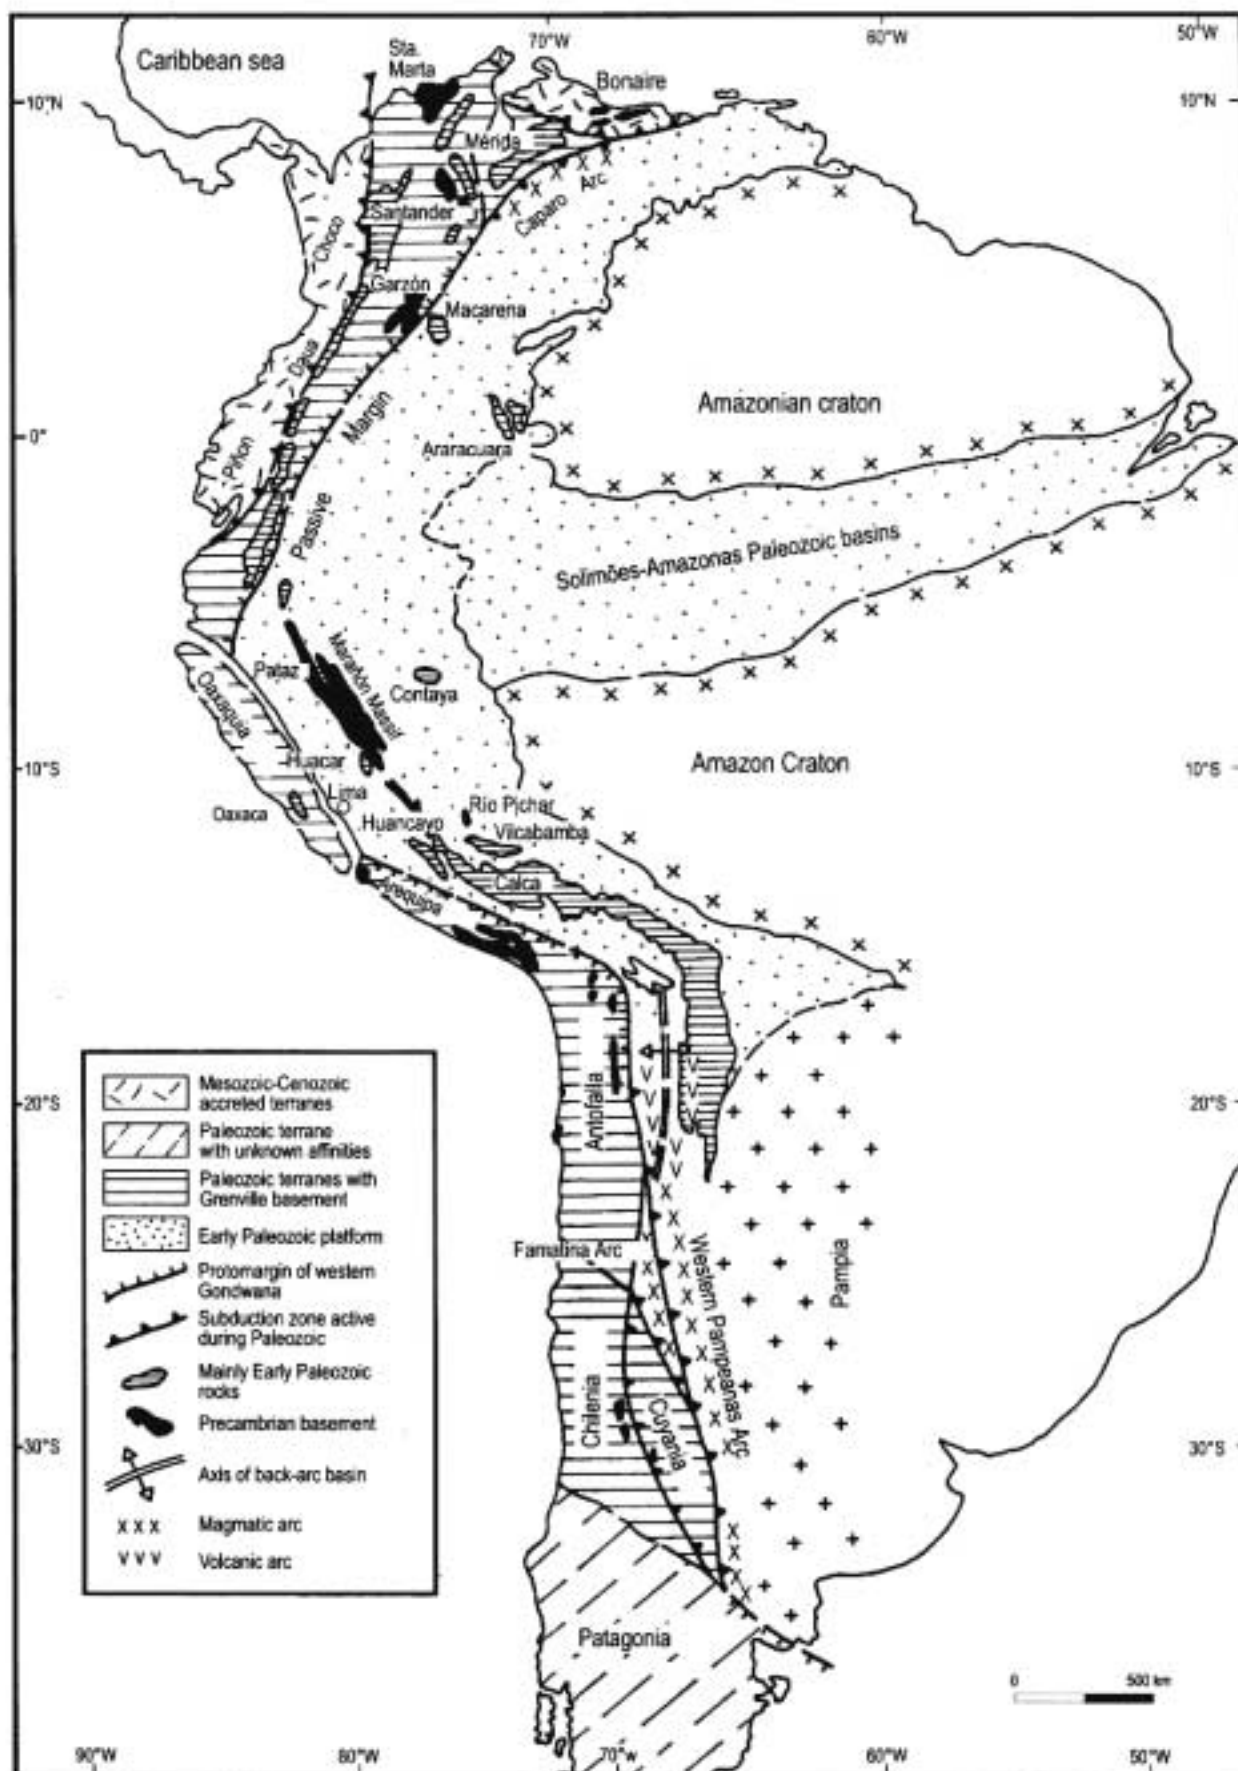 70°W
60°W
50°W
Caribbean sea
Sta.
Marta
Bonaire
10°N
10°N
Mérida
Caparo Arc
Santander
Choco
Garzón
Macarena
Dagua
Amazonian craton
Margin
0°
Araracuara
Piñon
Passive
Solimões-Amazonas Paleozoic basins
Marañón Massif
Pataz
Contaya
Oaxaquia
Huacar
Amazon Craton
10°S
10°S
Lima
Oaxaca
Río Pichar
Huancayo
Vilcabamba
Calca
Arequipa
Mesozoic-Cenozoic
accreted terranes
Paleozoic terrane
with unknown affinities
Paleozoic terranes with
Grenville basement
Early Paleozoic platform
Protomargin of western
Gondwana
Subduction zone active
during Paleozoic
Mainly Early Paleozoic
rocks
Precambrian basement
Axis of back-arc basin
x x x Magmatic arc
v v v Volcanic arc
Antofalla
20°S
20°S
Famatina Arc
Western Pampeanas Arc
Pampia
Chilenia
Cuyania
30°S
30°S
Patagonia
0 500 km
90°W
80°W
70°W
60°W
50°W